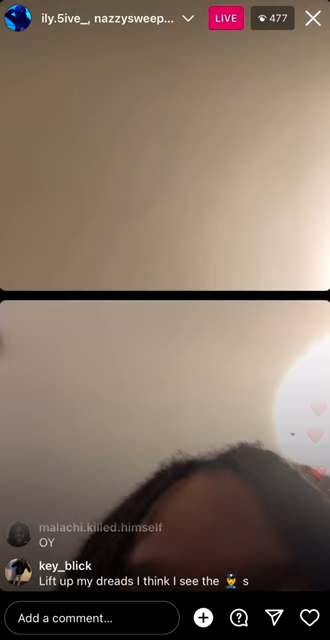 ily.5ive_, nazzysweep...
LIVE
477
malachi.killed.himself
OY
key_blick
Lift up my dreads I think I see the 👮 s
Add a comment...